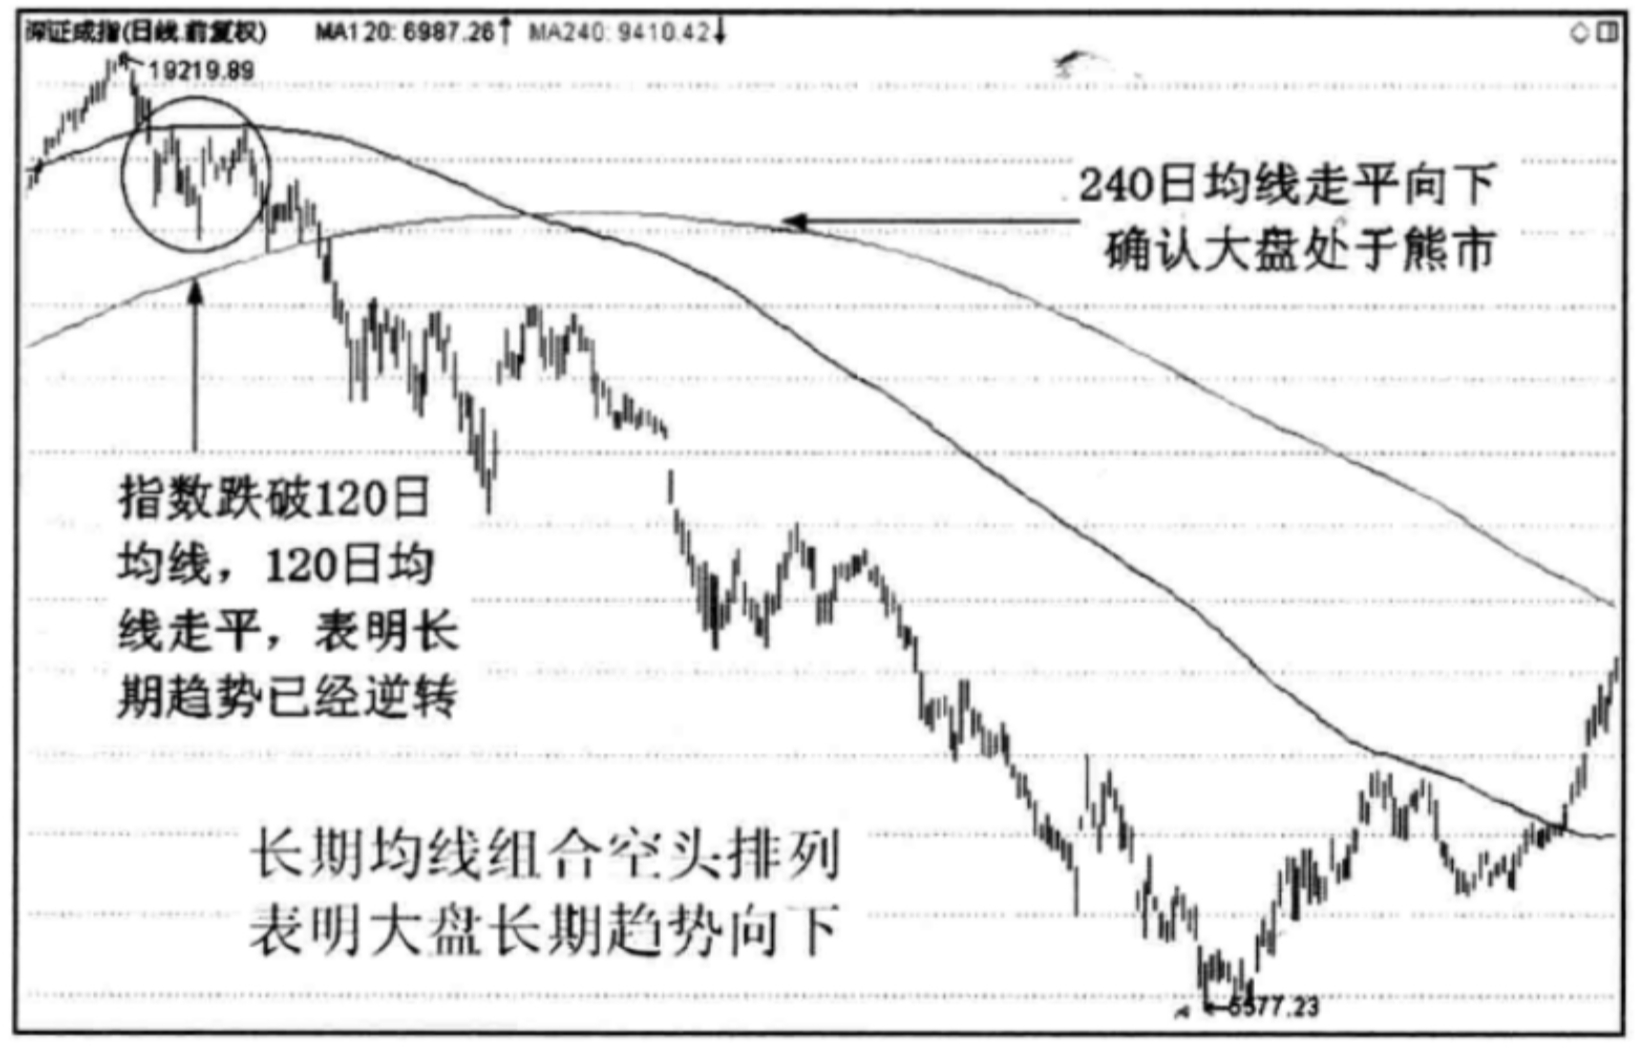 深证成指(日线.前复权) MA120: 6987.26↑ MA240: 9410.42↓
19219.89
240日均线走平向下
确认大盘处于熊市
指数跌破120日
均线，120日均
线走平，表明长
期趋势已经逆转
长期均线组合空头排列
表明大盘长期趋势向下
5577.23